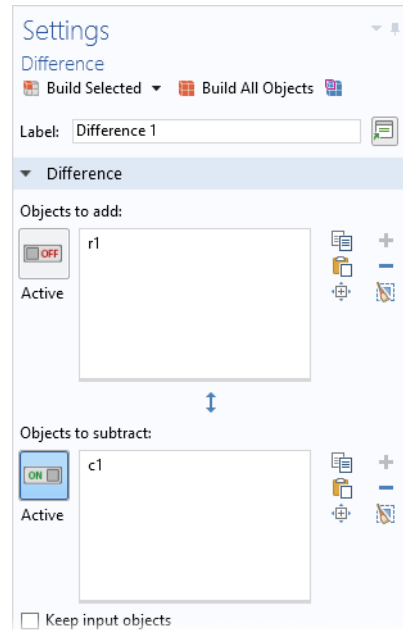 Settings
Difference
Build Selected Build All Objects
Label: Difference 1
Difference
Objects to add:
r1
OFF
Active
Objects to subtract:
c1
ON
Active
Keep input objects